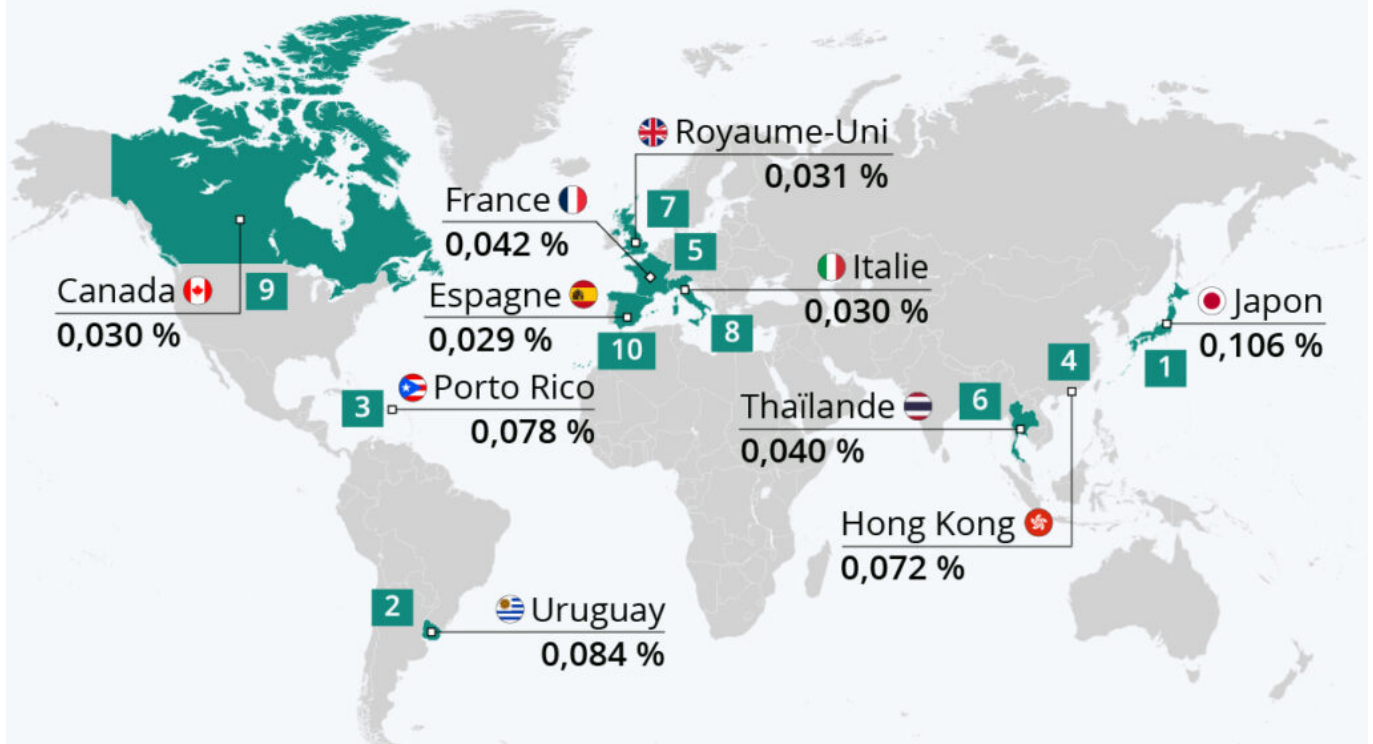 Royaume-Uni
0,031 %
7
France
0,042 %
5
Italie
0,030 %
8
Espagne
0,029 %
10
Canada
0,030 %
9
Japon
0,106 %
1
4
Hong Kong
0,072 %
Porto Rico
0,078 %
3
Thaïlande
0,040 %
6
2
Uruguay
0,084 %